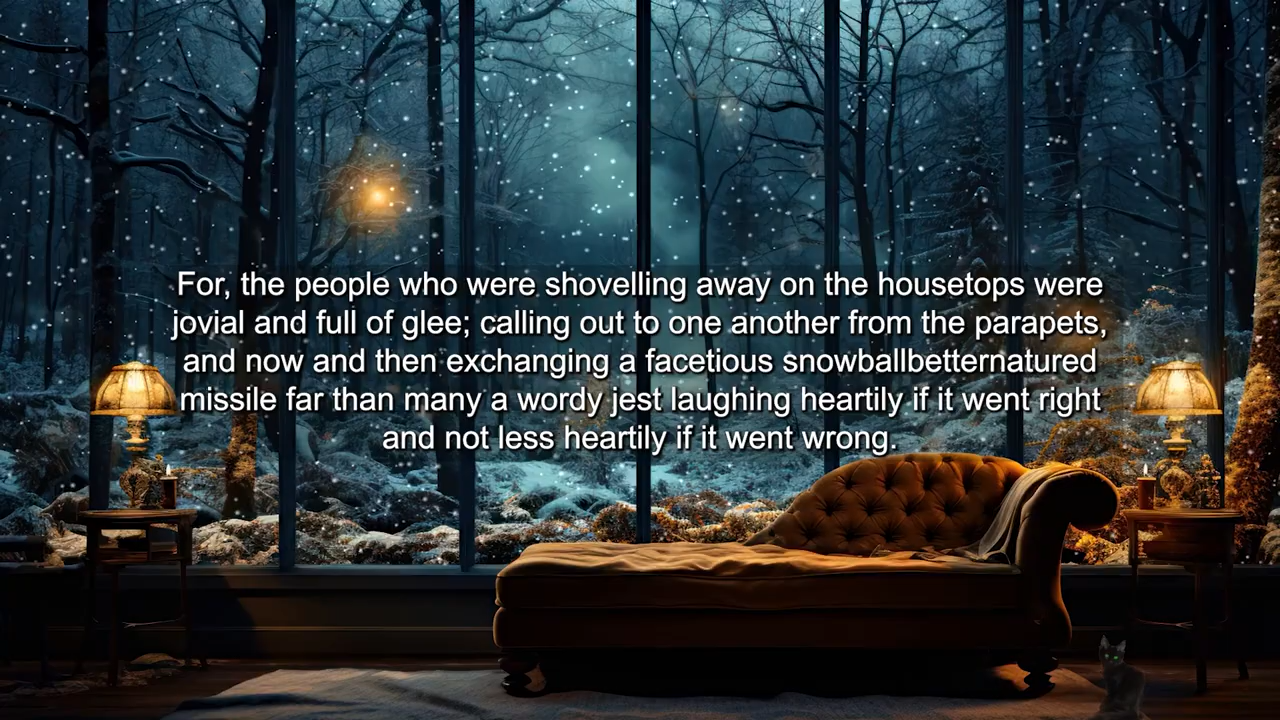 For, the people who were shovelling away on the housetops were
jovial and full of glee; calling out to one another from the parapets,
and now and then exchanging a facetious snowballbetternatured
missile far than many a wordy jest laughing heartily if it went right
and not less heartily if it went wrong.